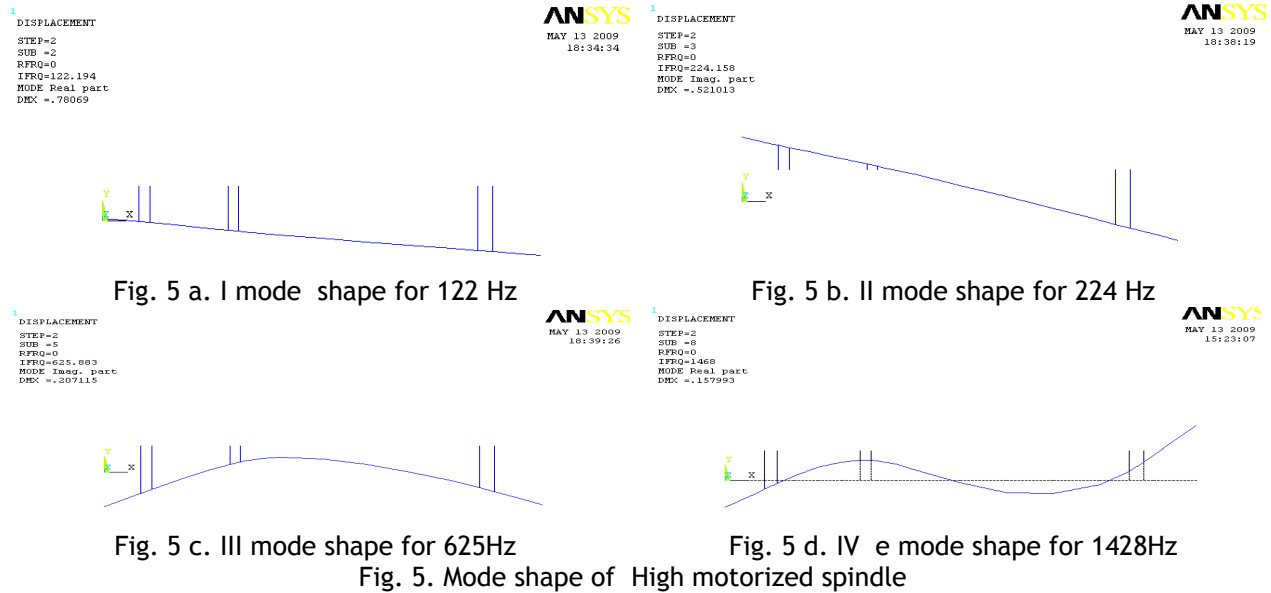 1
DISPLACEMENT
STEP=2
SUB =2
RFRQ=0
IFRQ=122.194
MODE Real part
DMX =.78069
ANSYS
MAY 13 2009
18:34:34
Y
Z X
Fig. 5 a. I mode shape for 122 Hz
1
DISPLACEMENT
STEP=2
SUB =3
RFRQ=0
IFRQ=224.158
MODE Imag. part
DMX =.521013
ANSYS
MAY 13 2009
18:38:19
Y
Z X
Fig. 5 b. II mode shape for 224 Hz
1
DISPLACEMENT
STEP=2
SUB =5
RFRQ=0
IFRQ=625.883
MODE Imag. part
DMX =.207115
ANSYS
MAY 13 2009
18:39:26
Y
Z X
Fig. 5 c. III mode shape for 625Hz
1
DISPLACEMENT
STEP=2
SUB =8
RFRQ=0
IFRQ=1468
MODE Real part
DMX =.157993
ANSYS
MAY 13 2009
15:23:07
Y
Z X
Fig. 5 d. IV e mode shape for 1428Hz
Fig. 5. Mode shape of High motorized spindle